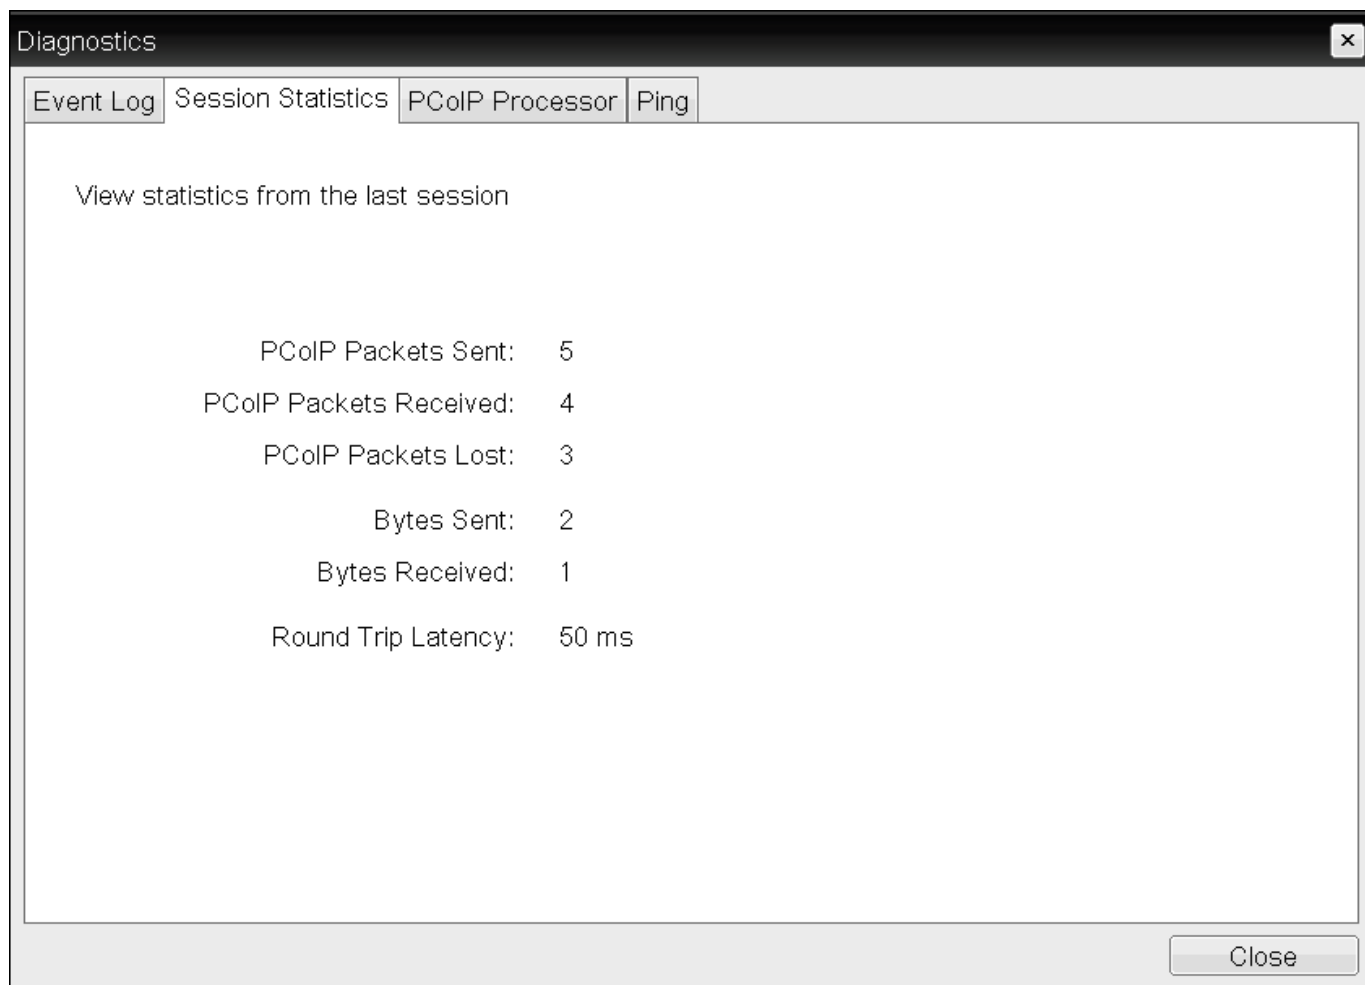 Diagnostics
Event Log Session Statistics PCoIP Processor Ping
View statistics from the last session
PCoIP Packets Sent: 5
PCoIP Packets Received: 4
PCoIP Packets Lost: 3
Bytes Sent: 2
Bytes Received: 1
Round Trip Latency: 50 ms
Close